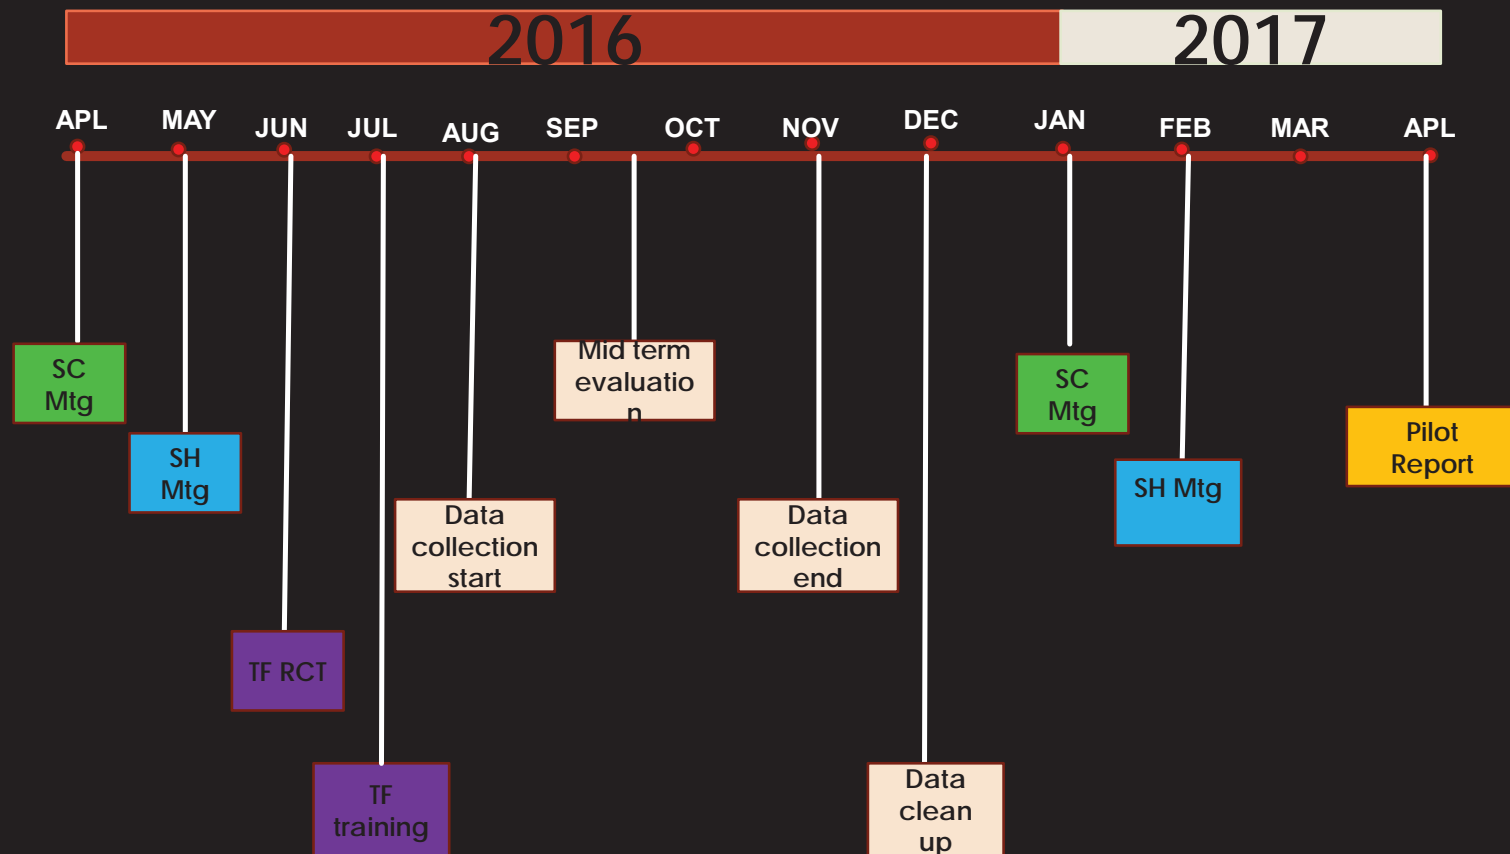 2016
2017
APL
MAY
JUN
JUL
AUG
SEP
OCT
NOV
DEC
JAN
FEB
MAR
APL
SC
Mtg
SH
Mtg
TF RCT
TF
training
Data
collection
start
Mid term
evaluatio
n
Data
collection
end
Data
clean
up
SC
Mtg
SH Mtg
Pilot
Report